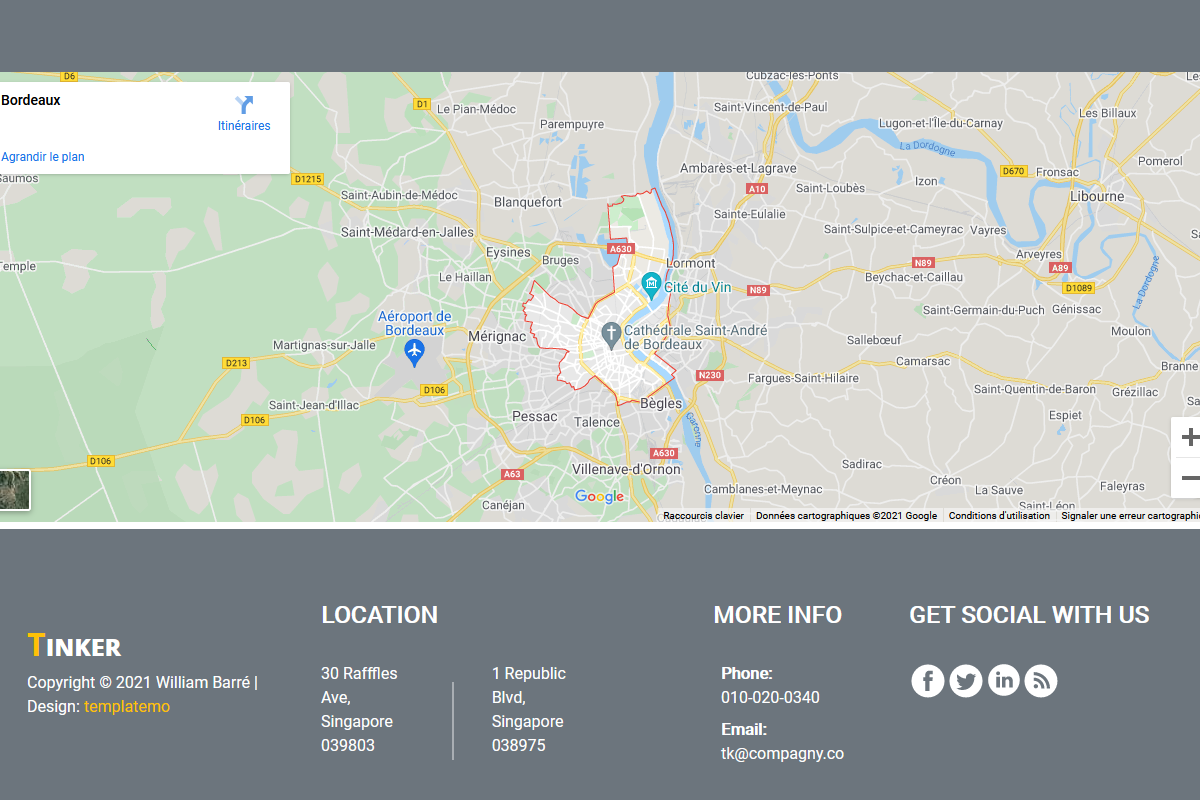 D6
Cubzac-les-Ponts
Bordeaux
Itinéraires
Agrandir le plan
D1
Le Pian-Médoc
Parempuyre
Saint-Vincent-de-Paul
Lugon-et-l'Île-du-Carnay
Les Billaux
La Dordogne
Pomerol
Saumos
D1215
Ambarès-et-Lagrave
D670
Fronsac
Saint-Aubin-de-Médoc
Blanquefort
A10
Saint-Loubès
Izon
Libourne
Sainte-Eulalie
Saint-Médard-en-Jalles
Saint-Sulpice-et-Cameyrac
Vayres
Eysines
A630
Bruges
Lormont
N89
Arveyres
A89
Temple
Le Haillan
Beychac-et-Caillau
La Dordogne
Cité du Vin
N89
D1089
Génissac
Aéroport de
Bordeaux
Saint-Germain-du-Puch
Mérignac
Cathédrale Saint-André
de Bordeaux
Moulon
Martignas-sur-Jalle
Sallebœuf
D213
Camarsac
Branne
D106
N230
Fargues-Saint-Hilaire
Saint-Quentin-de-Baron
Grézillac
Saint-Jean-d'Illac
Bègles
D106
Pessac
Talence
Garonne
Espiet
D106
A630
A63
Villenave-d'Ornon
Sadirac
Google
Camblanes-et-Meynac
Créon
La Sauve
Faleyras
Canéjan
Saint-Léon
Raccourcis clavier
Données cartographiques ©2021 Google
Conditions d'utilisation
Signaler une erreur cartographi
LOCATION
MORE INFO
GET SOCIAL WITH US
TINKER
Copyright © 2021 William Barré |
Design: templatemo
30 Rafffles
Ave,
Singapore
039803
1 Republic
Blvd,
Singapore
038975
Phone:
010-020-0340
Email:
tk@compagny.co